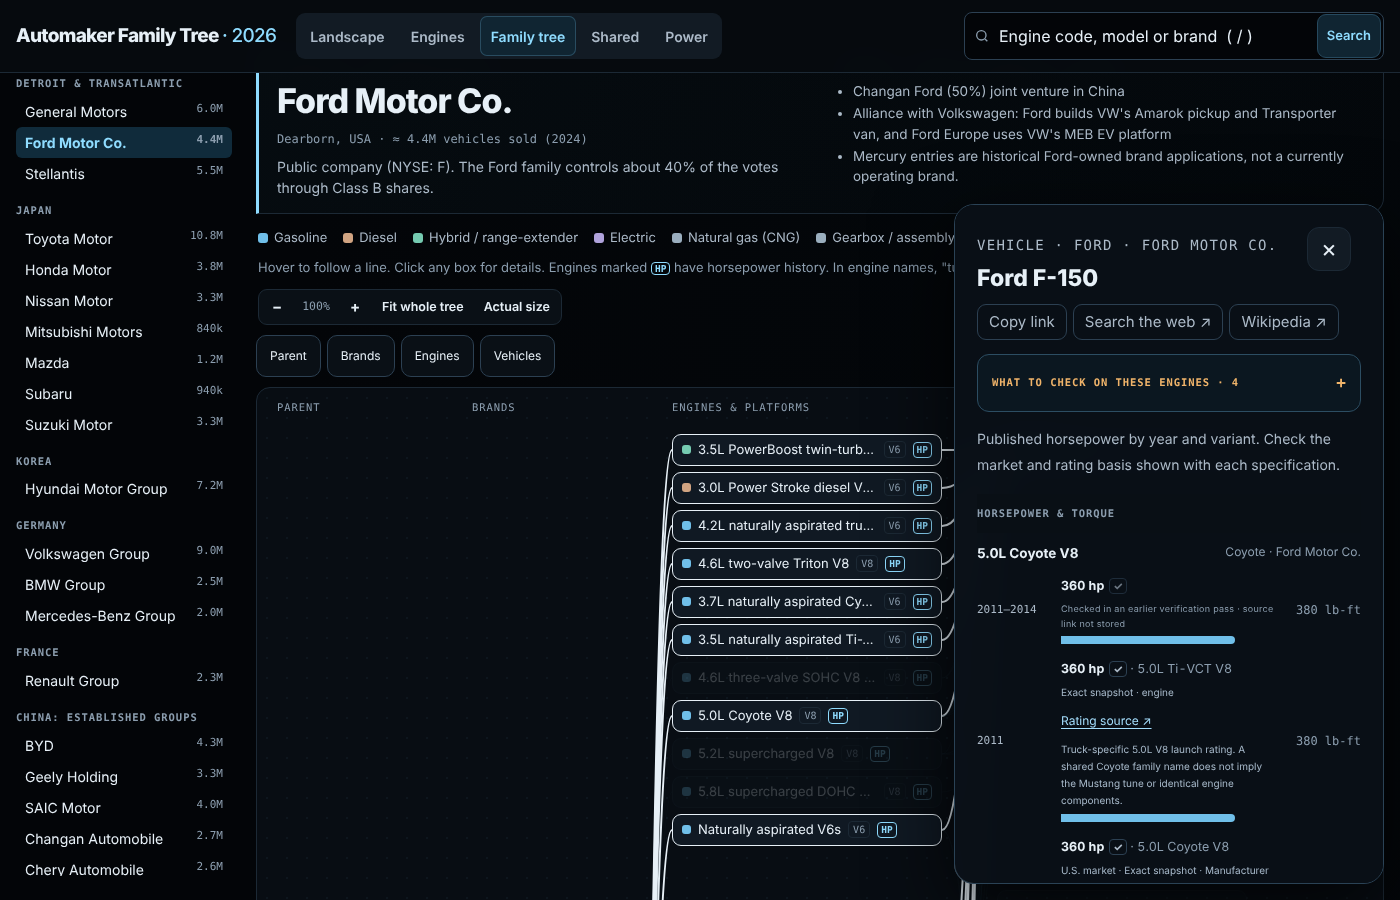 Automaker Family Tree · 2026
Landscape
Engines
Family tree
Shared
Power
Engine code, model or brand ( / )
Search
DETROIT & TRANSATLANTIC
General Motors 6.0M
Ford Motor Co. 4.4M
Stellantis 5.5M
JAPAN
Toyota Motor 10.8M
Honda Motor 3.8M
Nissan Motor 3.3M
Mitsubishi Motors 840k
Mazda 1.2M
Subaru 940k
Suzuki Motor 3.3M
KOREA
Hyundai Motor Group 7.2M
GERMANY
Volkswagen Group 9.0M
BMW Group 2.5M
Mercedes-Benz Group 2.0M
FRANCE
Renault Group 2.3M
CHINA: ESTABLISHED GROUPS
BYD 4.3M
Geely Holding 3.3M
SAIC Motor 4.0M
Changan Automobile 2.7M
Chery Automobile 2.6M
Ford Motor Co.
Dearborn, USA · ≈ 4.4M vehicles sold (2024)
Public company (NYSE: F). The Ford family controls about 40% of the votes
through Class B shares.
• Changan Ford (50%) joint venture in China
• Alliance with Volkswagen: Ford builds VW's Amarok pickup and Transporter
van, and Ford Europe uses VW's MEB EV platform
• Mercury entries are historical Ford-owned brand applications, not a currently
operating brand.
Gasoline
Diesel
Hybrid / range-extender
Electric
Natural gas (CNG)
Gearbox / assembly
Hover to follow a line. Click any box for details. Engines marked HP have horsepower history. In engine names, "tu
− 100% + Fit whole tree Actual size
Parent
Brands
Engines
Vehicles
PARENT
BRANDS
ENGINES & PLATFORMS
3.5L PowerBoost twin-turb... V6 HP
3.0L Power Stroke diesel V... V6 HP
4.2L naturally aspirated tru... V6 HP
4.6L two-valve Triton V8 V8 HP
3.7L naturally aspirated Cy... V6 HP
3.5L naturally aspirated Ti-... V6 HP
4.6L three-valve SOHC V8 ... V8 HP
5.0L Coyote V8 V8 HP
5.2L supercharged V8 V8 HP
5.8L supercharged DOHC ... V8 HP
Naturally aspirated V6s V6 HP
VEHICLE · FORD · FORD MOTOR CO.
Ford F-150
Copy link
Search the web ↗
Wikipedia ↗
WHAT TO CHECK ON THESE ENGINES · 4 +
Published horsepower by year and variant. Check the
market and rating basis shown with each specification.
HORSEPOWER & TORQUE
5.0L Coyote V8 Coyote · Ford Motor Co.
360 hp ✓
2011–2014
Checked in an earlier verification pass · source
link not stored
380 lb-ft
360 hp ✓ · 5.0L Ti-VCT V8
Exact snapshot · engine
Rating source ↗
2011
380 lb-ft
Truck-specific 5.0L V8 launch rating. A
shared Coyote family name does not imply
the Mustang tune or identical engine
components.
360 hp ✓ · 5.0L Coyote V8
U.S. market · Exact snapshot · Manufacturer